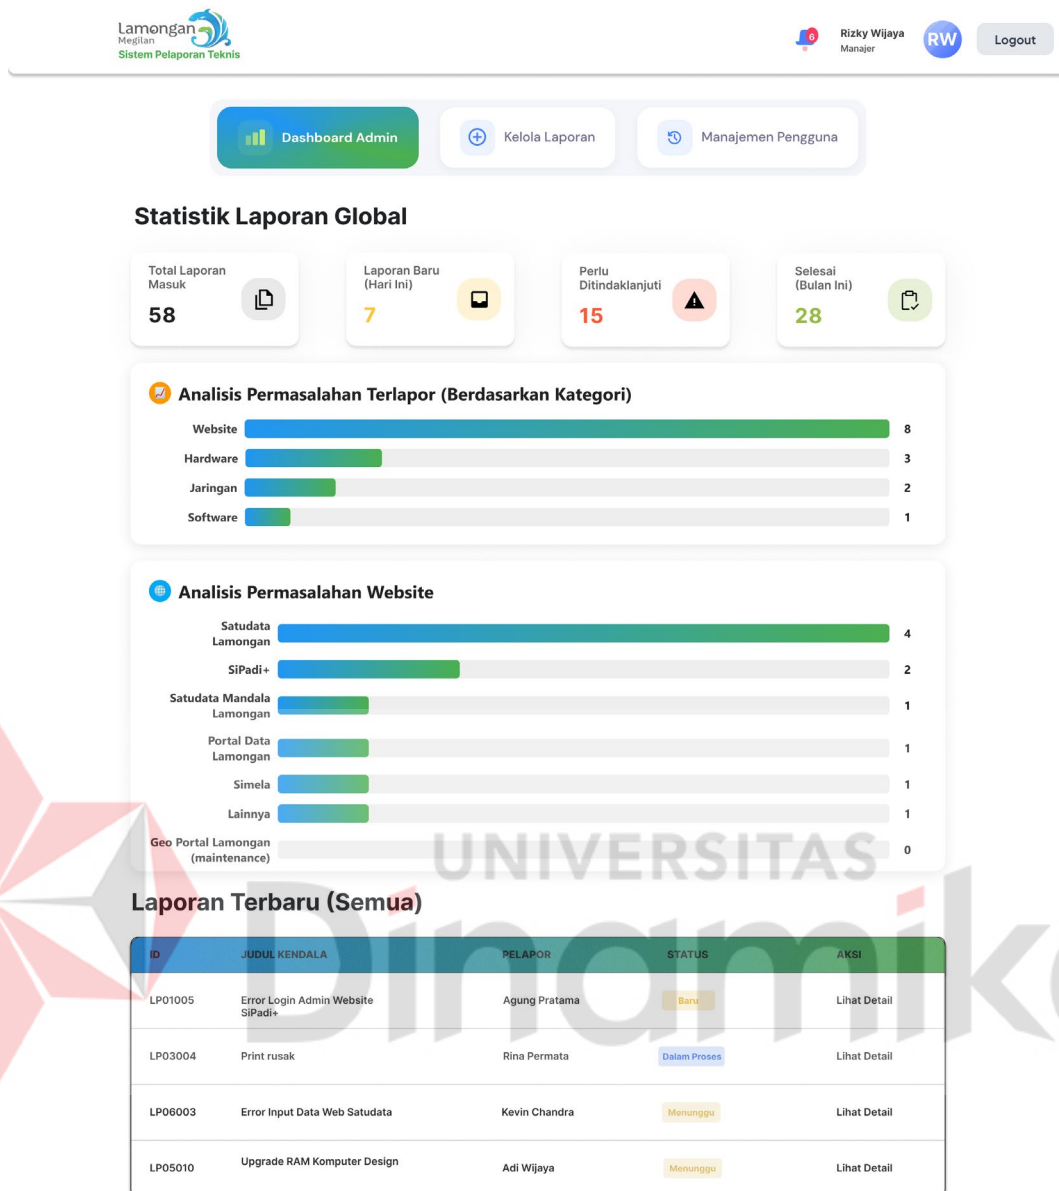 Lamongan
Megilan
Sistem Pelaporan Teknis
6
Rizky Wijaya
Manajer
RW
Logout
Dashboard Admin
Kelola Laporan
Manajemen Pengguna
Statistik Laporan Global
Total Laporan
Masuk
58
Laporan Baru
(Hari Ini)
7
Perlu
Ditindaklanjuti
15
Selesai
(Bulan Ini)
28
Analisis Permasalahan Terlapor (Berdasarkan Kategori)
Website 8
Hardware 3
Jaringan 2
Software 1
Analisis Permasalahan Website
Satudata
Lamongan 4
SiPadi+ 2
Satudata Mandala
Lamongan 1
Portal Data
Lamongan 1
Simela 1
Lainnya 1
Geo Portal Lamongan
(maintenance) 0
UNIVERSITAS
Dinamika
Laporan Terbaru (Semua)
ID JUDUL KENDALA PELAPOR STATUS AKSI
LP01005 Error Login Admin Website
SiPadi+ Agung Pratama Baru Lihat Detail
LP03004 Print rusak Rina Permata Dalam Proses Lihat Detail
LP06003 Error Input Data Web Satudata Kevin Chandra Menunggu Lihat Detail
LP05010 Upgrade RAM Komputer Design Adi Wijaya Menunggu Lihat Detail